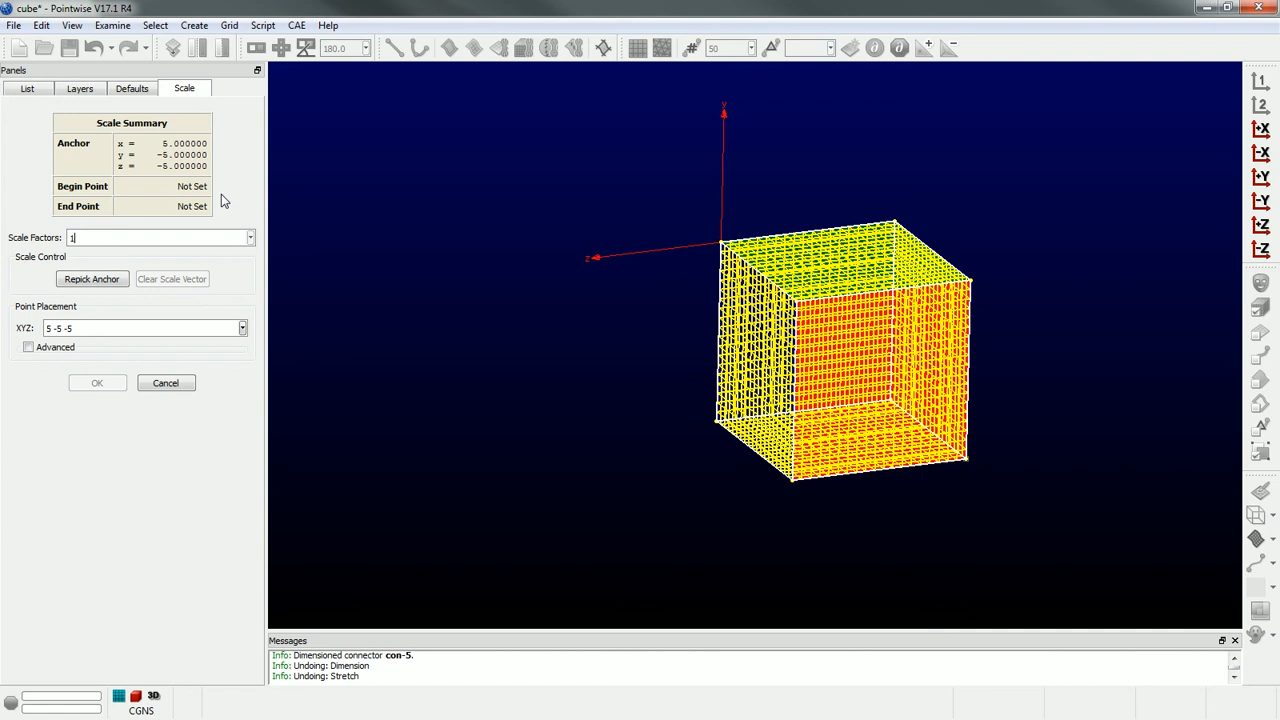 cube* - Pointwise V17.1 R4
File Edit View Examine Select Create Grid Script CAE Help
180.0 50
Panels
List Layers Defaults Scale
Scale Summary
Anchor x = 5.000000
y = -5.000000
z = -5.000000
Begin Point Not Set
End Point Not Set
Scale Factors: 1
Scale Control
Repick Anchor Clear Scale Vector
Point Placement
XYZ: 5 -5 -5
Advanced
OK Cancel
y
z
1
2
+X
-X
+Y
-Y
+Z
-Z
Messages
Info: Dimensioned connector con-5.
Info: Undoing: Dimension
Info: Undoing: Stretch
3D
CGNS